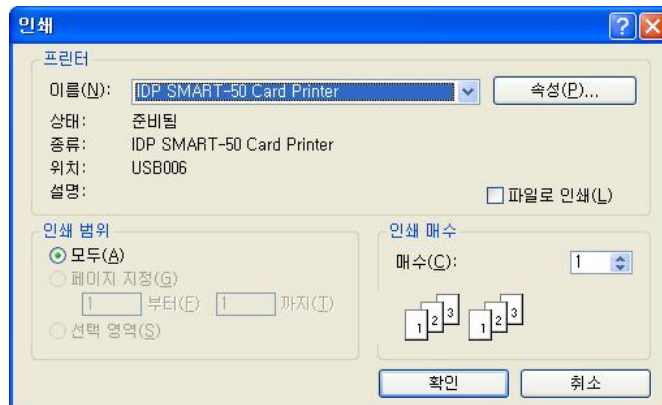 인쇄
프린터
이름(N): IDP SMART-50 Card Printer 속성(P)...
상태: 준비됨
종류: IDP SMART-50 Card Printer
위치: USB006
설명: 파일로 인쇄(L)
인쇄 범위
모두(A)
페이지 지정(G)
1 부터(F) 1 까지(T)
선택 영역(S)
인쇄 매수
매수(C): 1
1 2 3 1 2 3
확인 취소